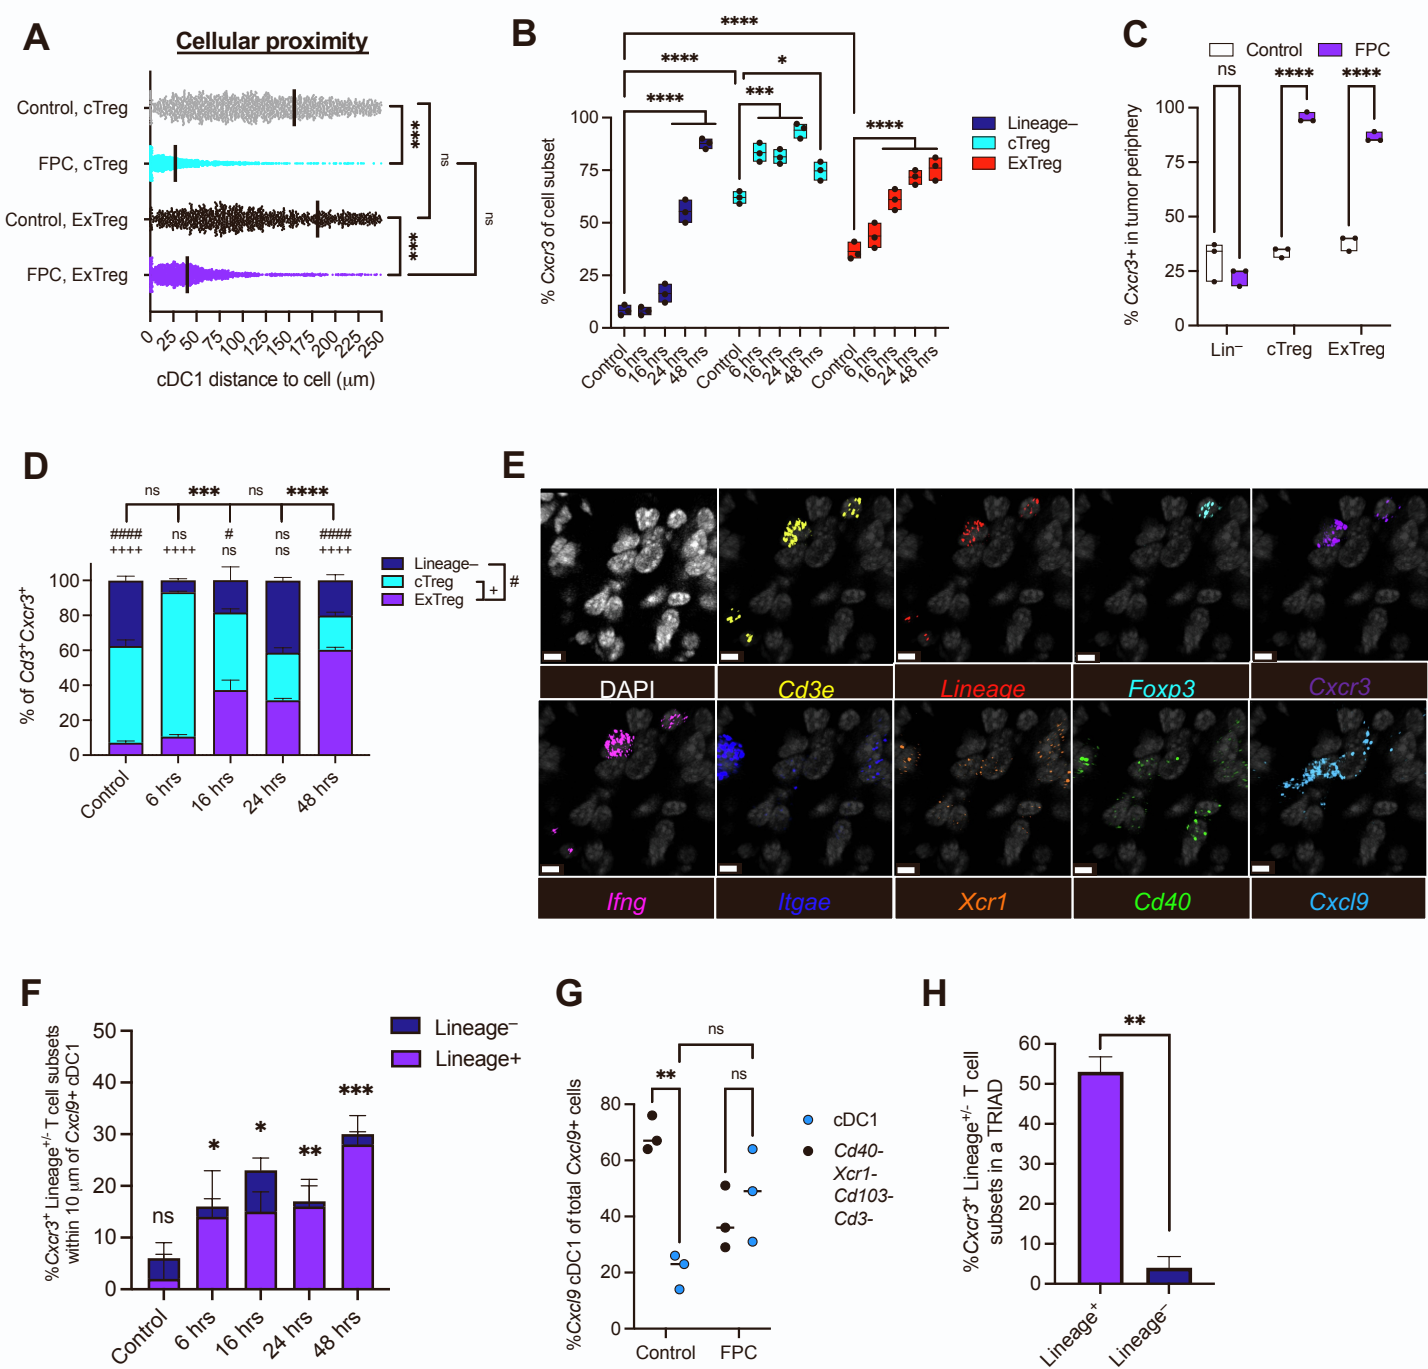 A
Cellular proximity
Control, cTreg
FPC, cTreg
Control, ExTreg
FPC, ExTreg
***
***
ns
ns
0 25 50 75 100 125 150 175 200 225 250
cDC1 distance to cell (μm)
B
****
****
*
****
***
****
% Cxcr3 of cell subset
100
75
50
25
0
Control 6 hrs 16 hrs 24 hrs 48 hrs Control 6 hrs 16 hrs 24 hrs 48 hrs Control 6 hrs 16 hrs 24 hrs 48 hrs
Lineage–
cTreg
ExTreg
C
Control FPC
ns **** ****
% Cxcr3+ in tumor periphery
100
75
50
25
0
Lin– cTreg ExTreg
D
ns *** ns ****
#### ns # ns ####
++++ ++++ ns ns ++++
% of Cd3+Cxcr3+
100
80
60
40
20
0
Control 6 hrs 16 hrs 24 hrs 48 hrs
Lineage–
cTreg
ExTreg
+
#
E
DAPI Cd3e Lineage Foxp3 Cxcr3
Ifng Itgae Xcr1 Cd40 Cxcl9
F
%Cxcr3+ Lineage+/- T cell subsets
within 10 μm of Cxcl9+ cDC1
50
40
30
20
10
0
ns * * ** ***
Control 6 hrs 16 hrs 24 hrs 48 hrs
Lineage–
Lineage+
G
ns
** ns
%Cxcl9 cDC1 of total Cxcl9+ cells
80
60
40
20
0
Control FPC
cDC1
Cd40-
Xcr1-
Cd103-
Cd3-
H
**
%Cxcr3+ Lineage+/- T cell
subsets in a TRIAD
60
50
40
30
20
10
0
Lineage+ Lineage–